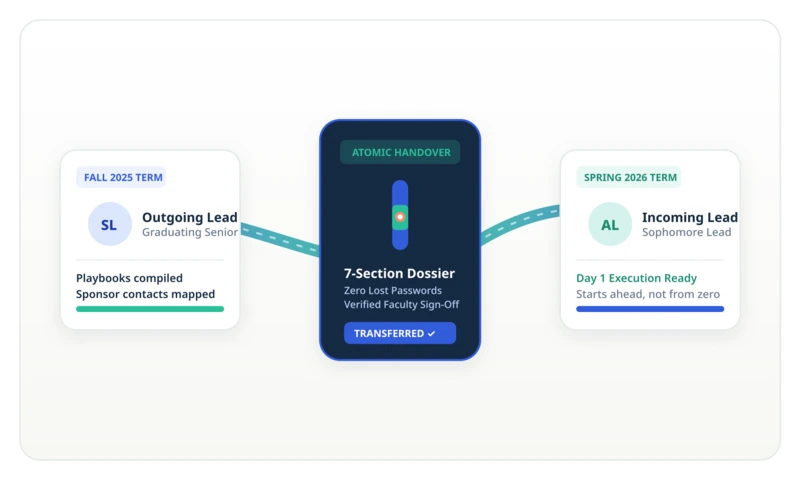 FALL 2025 TERM
SL
Outgoing Lead
Graduating Senior
Playbooks compiled
Sponsor contacts mapped
ATOMIC HANDOVER
7-Section Dossier
Zero Lost Passwords
Verified Faculty Sign-Off
TRANSFERRED ✓
SPRING 2026 TERM
AL
Incoming Lead
Sophomore Lead
Day 1 Execution Ready
Starts ahead, not from zero